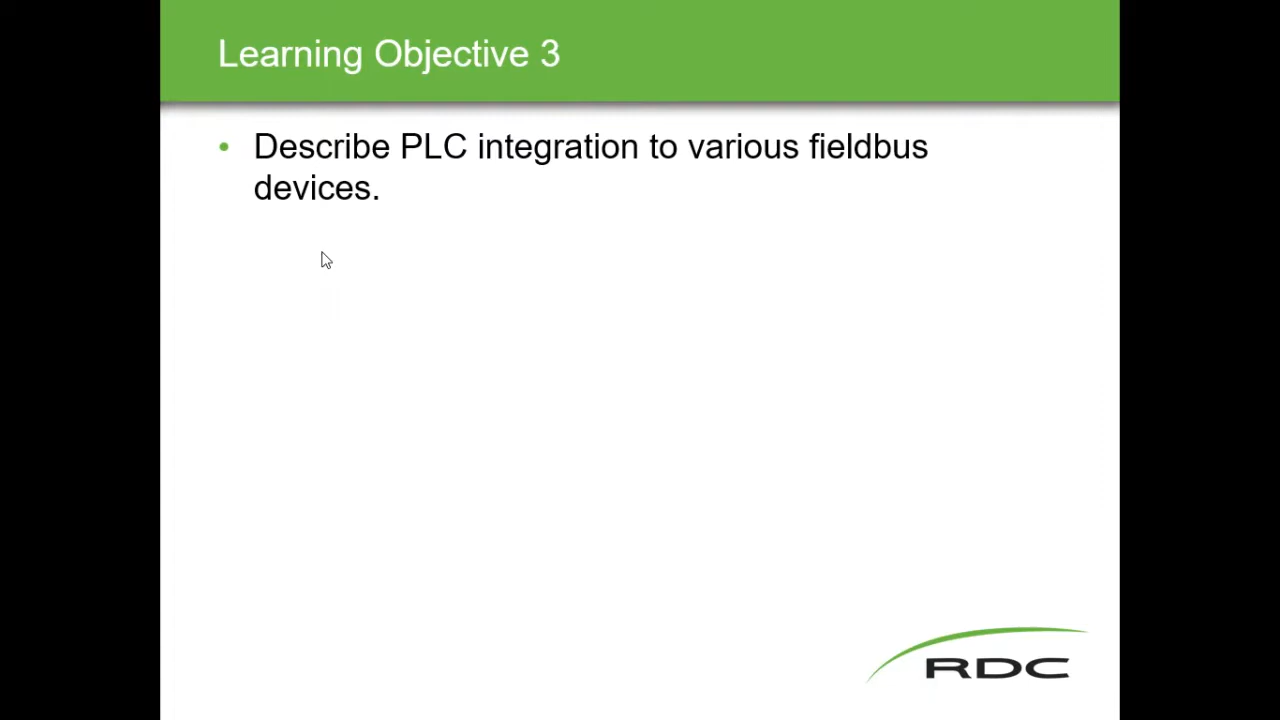 Learning Objective 3
• Describe PLC integration to various fieldbus
devices.
RDC